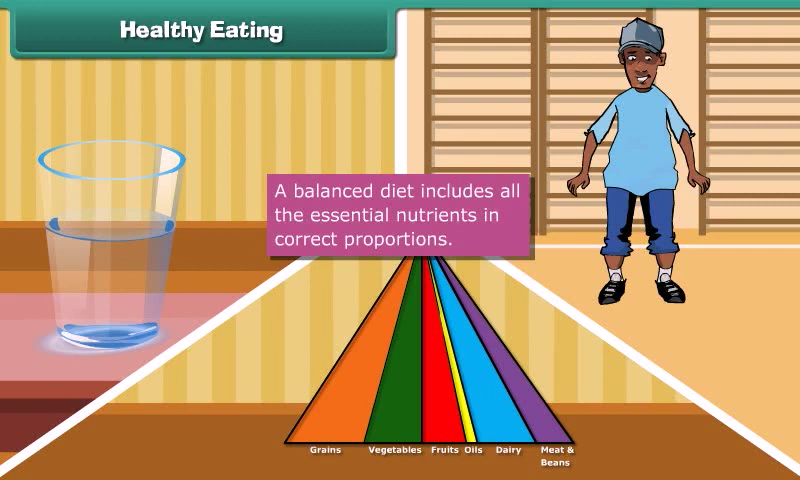 Healthy Eating
A balanced diet includes all
the essential nutrients in
correct proportions.
Grains Vegetables Fruits Oils Dairy Meat &
Beans